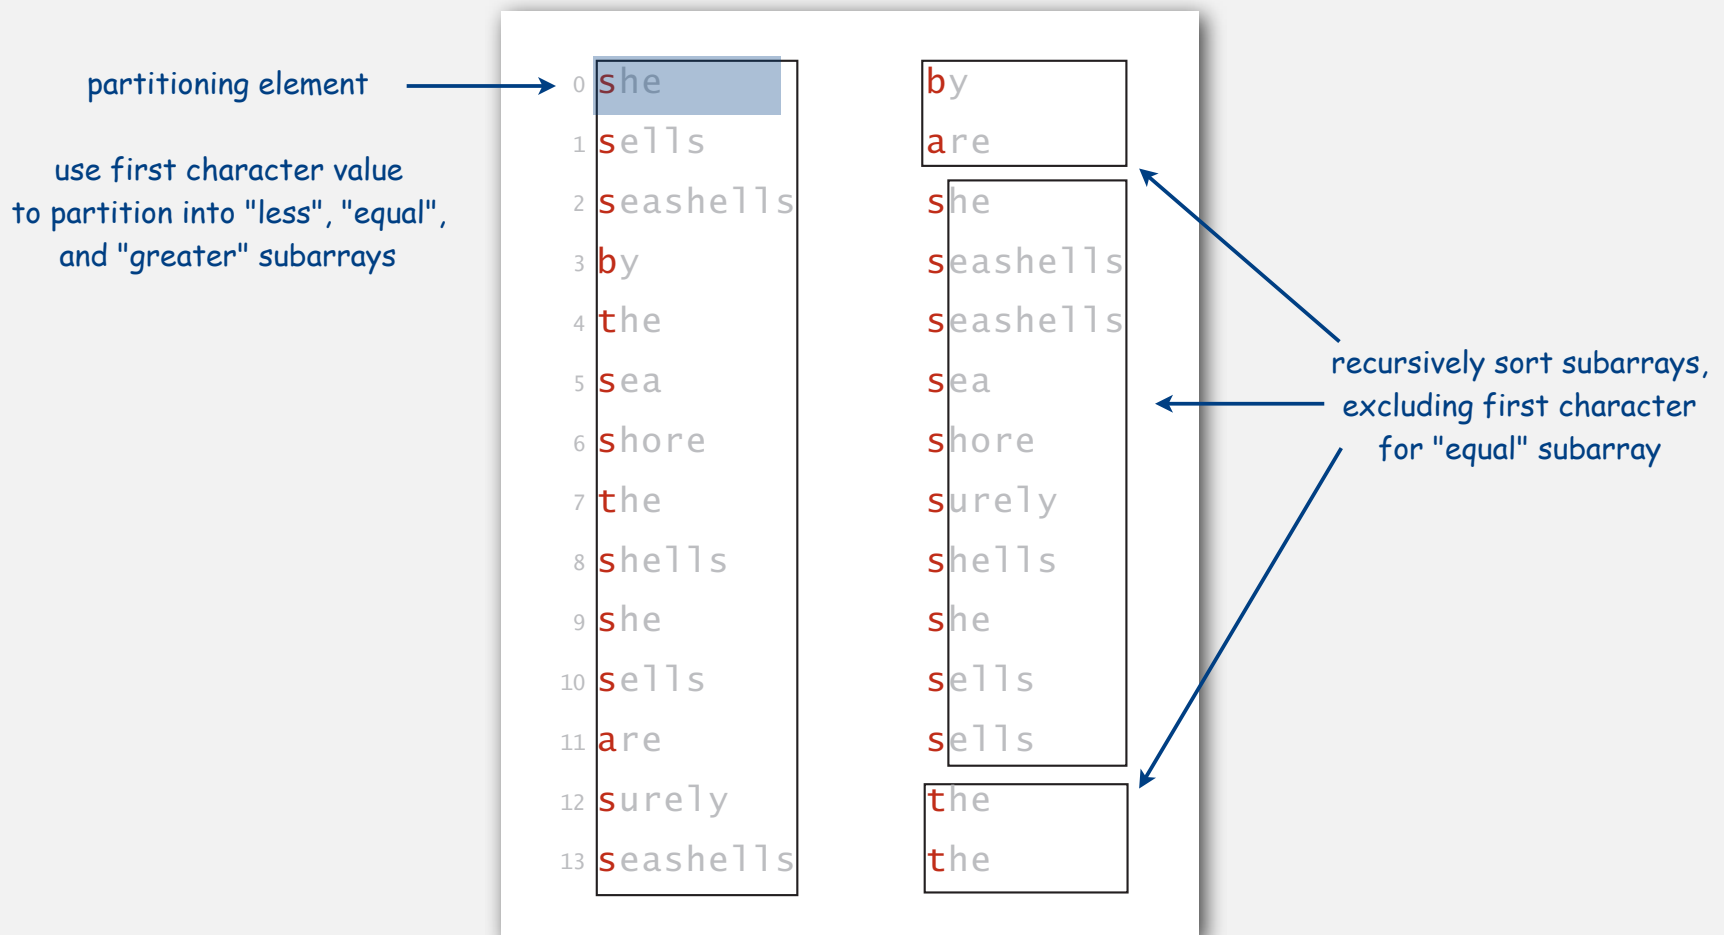 partitioning element
use first character value
to partition into "less", "equal",
and "greater" subarrays
0 she
1 sells
2 seashells
3 by
4 the
5 sea
6 shore
7 the
8 shells
9 she
10 sells
11 are
12 surely
13 seashells
by
are
she
seashells
seashells
sea
shore
surely
shells
she
sells
sells
the
the
recursively sort subarrays,
excluding first character
for "equal" subarray